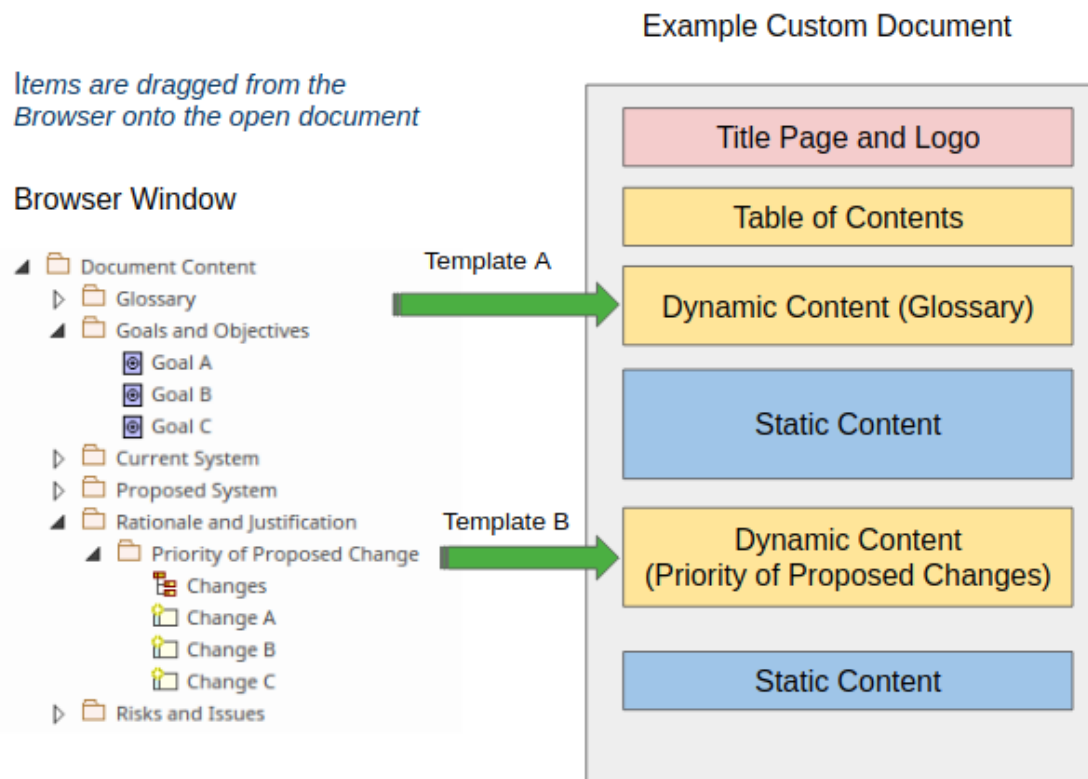 Example Custom Document
Items are dragged from the
Browser onto the open document
Browser Window
Document Content
Glossary
Goals and Objectives
Goal A
Goal B
Goal C
Current System
Proposed System
Rationale and Justification
Priority of Proposed Change
Changes
Change A
Change B
Change C
Risks and Issues
Template A
Template B
Title Page and Logo
Table of Contents
Dynamic Content (Glossary)
Static Content
Dynamic Content
(Priority of Proposed Changes)
Static Content